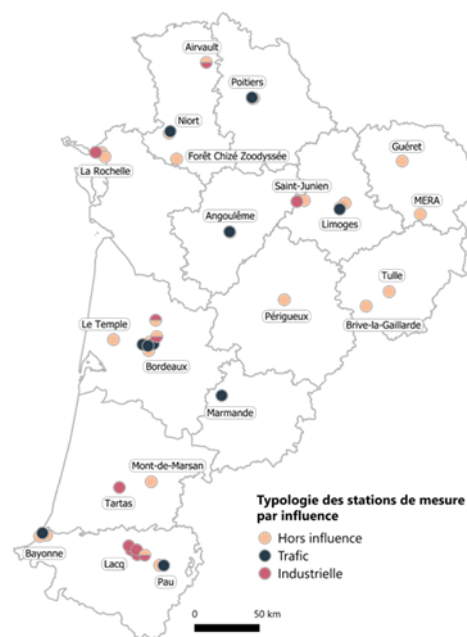 Airvault
Poitiers
Niort
La Rochelle
Forêt Chizé Zoodyssée
Guéret
Saint-Junien
MERA
Angoulême
Limoges
Tulle
Périgueux
Brive-la-Gaillarde
Le Temple
Bordeaux
Marmande
Mont-de-Marsan
Tartas
Bayonne
Lacq
Pau
Typologie des stations de mesure
par influence
Hors influence
Trafic
Industrielle
0 50 km